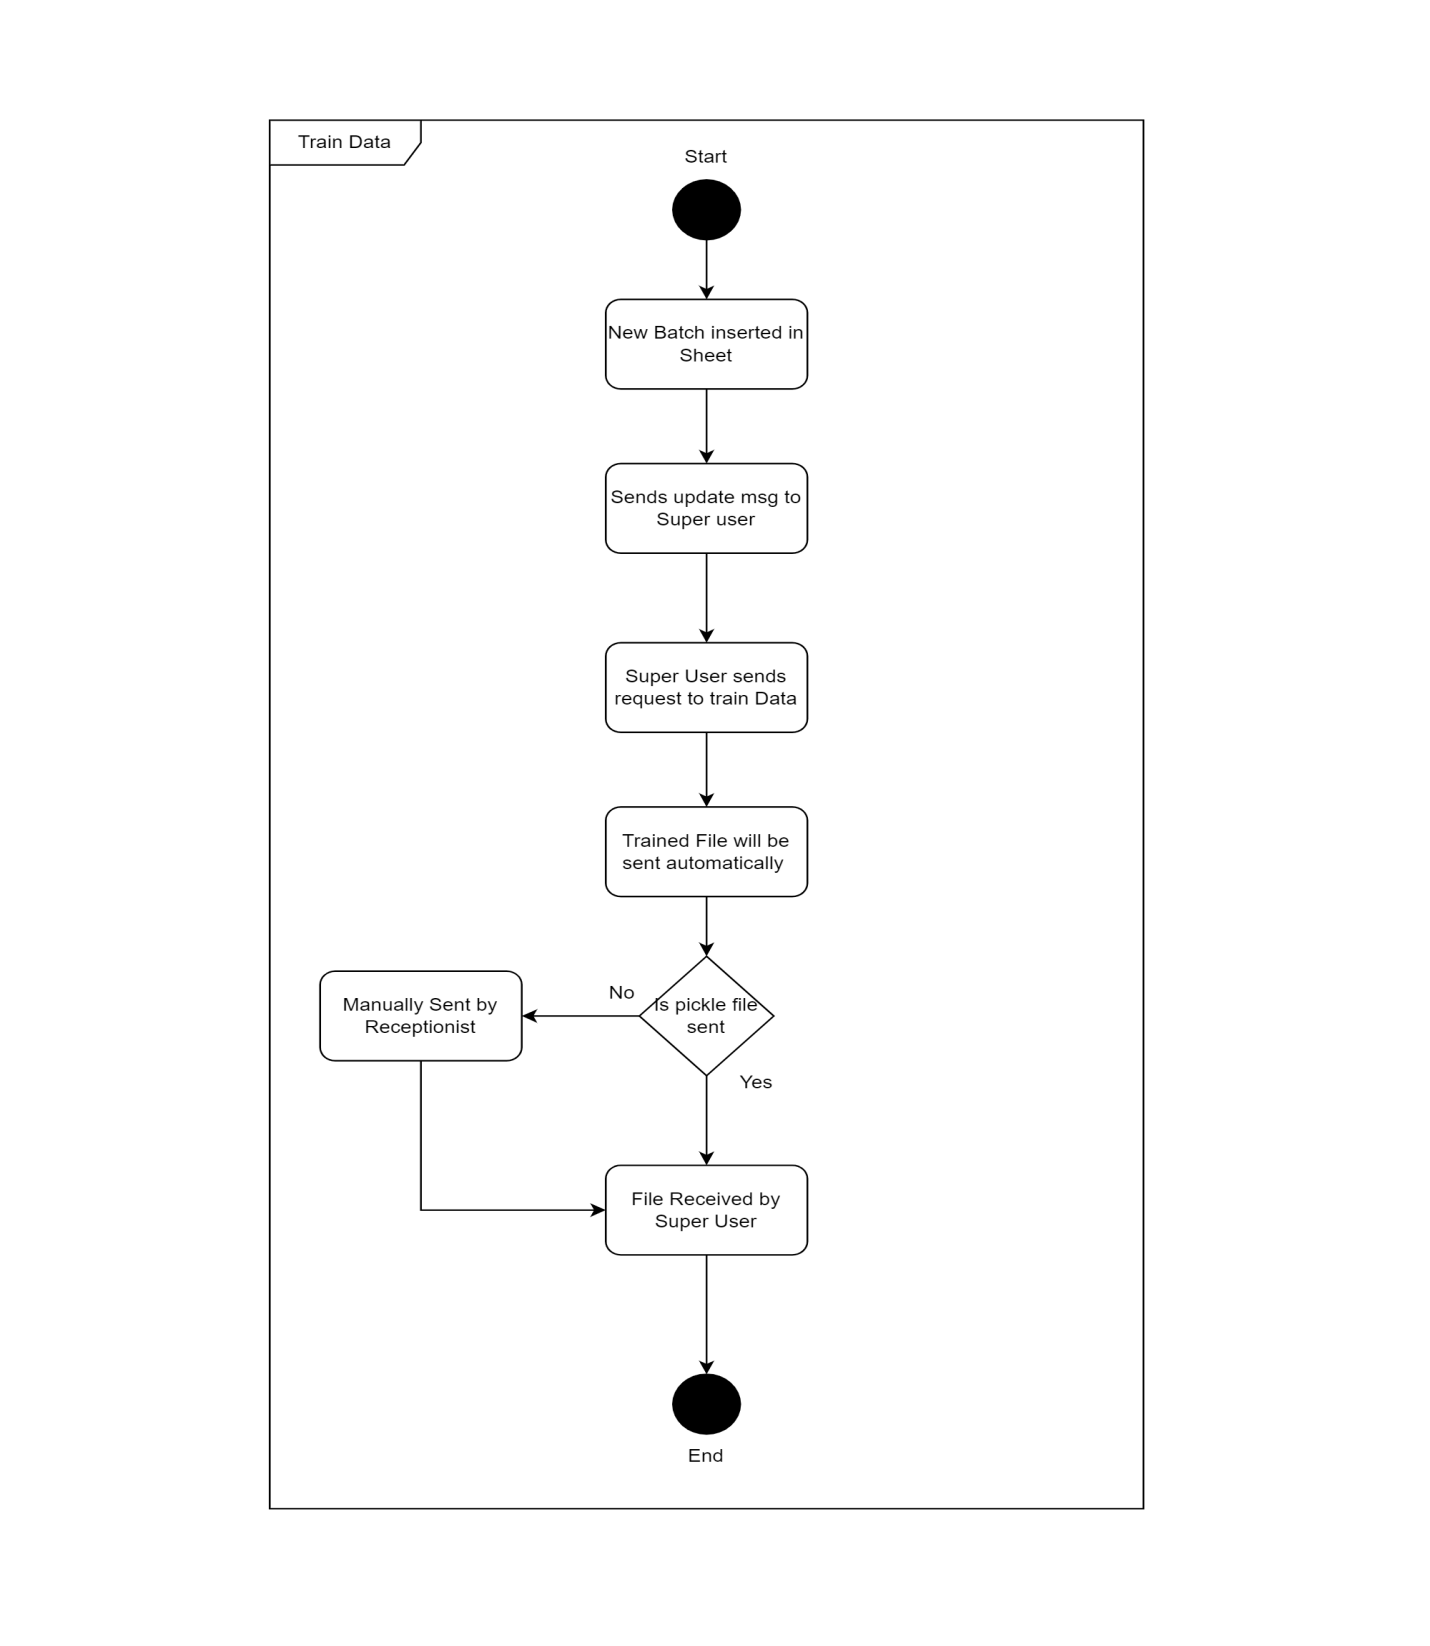 Train Data
Start
New Batch inserted in
Sheet
Sends update msg to
Super user
Super User sends
request to train Data
Trained File will be
sent automatically
No
Is pickle file
sent
Manually Sent by
Receptionist
Yes
File Received by
Super User
End